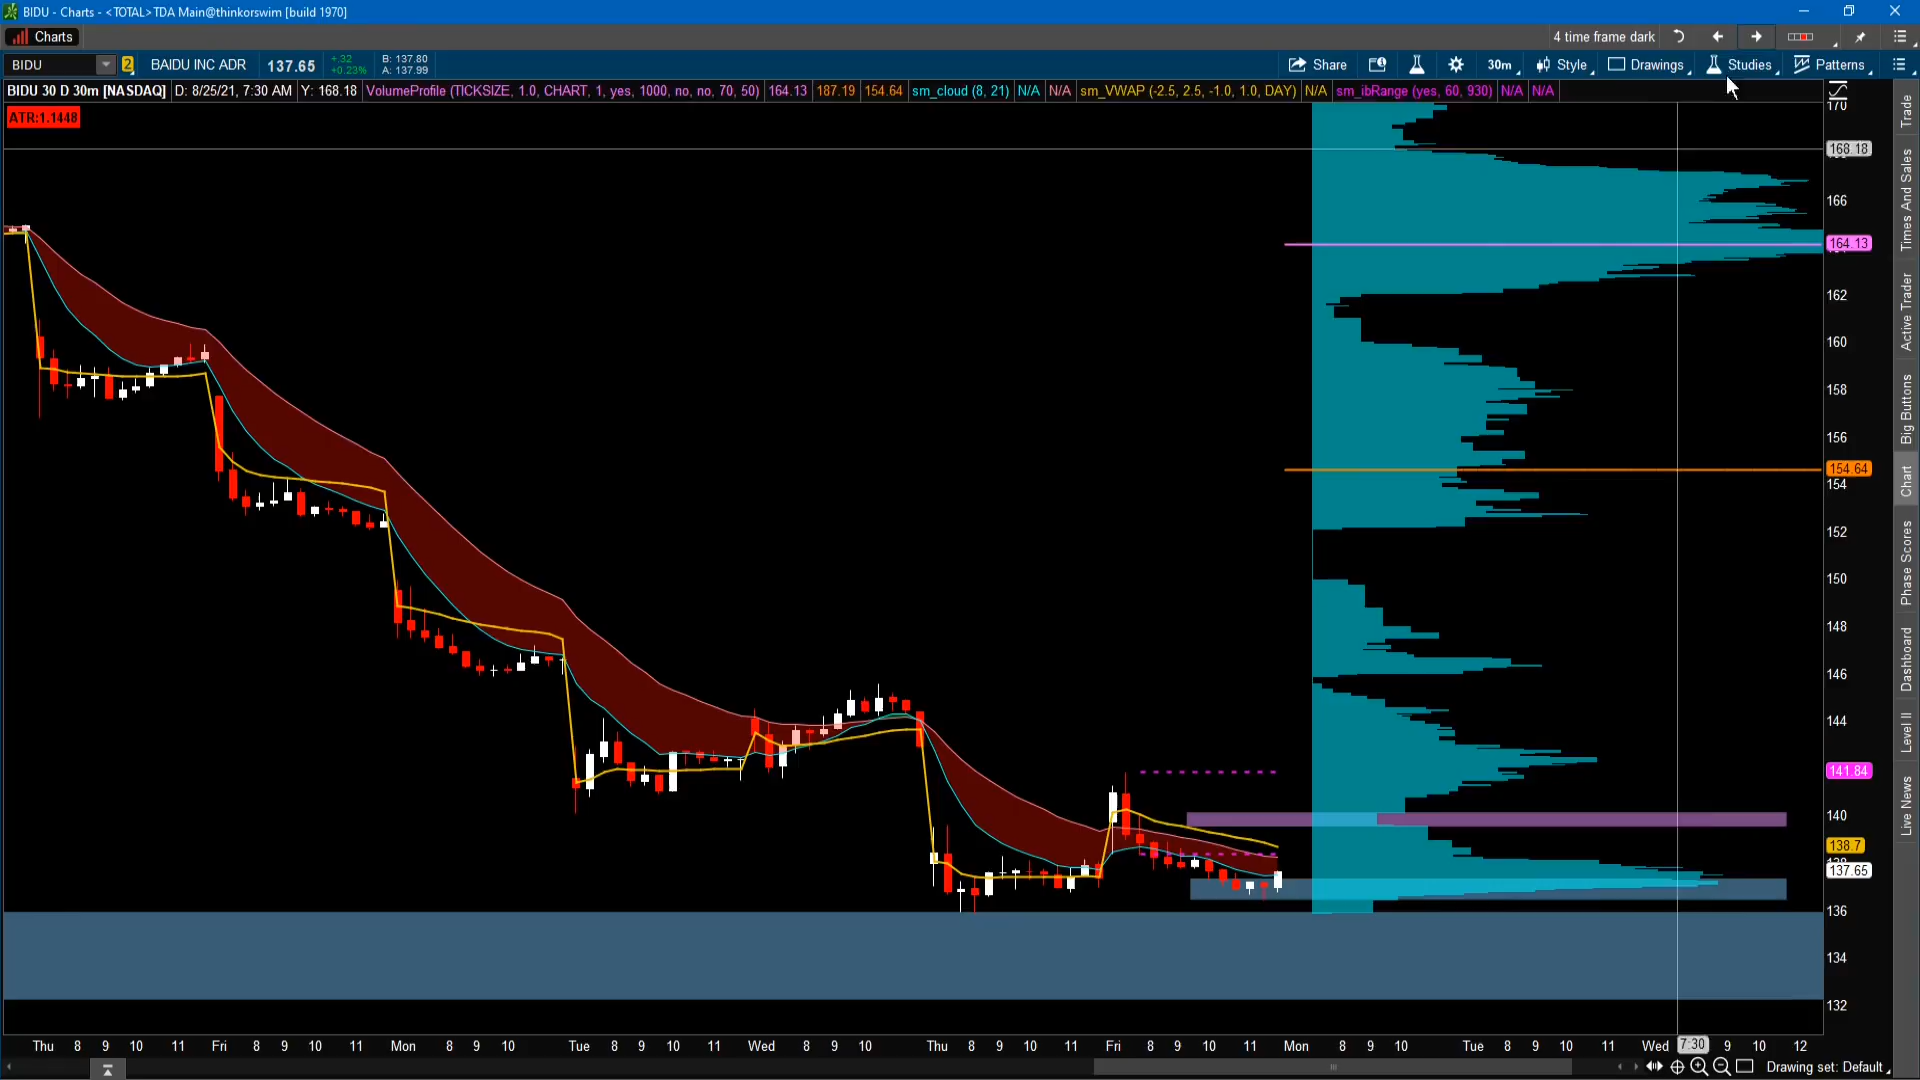 BIDU - Charts - <TOTAL>TDA Main@thinkorswim [build 1970]
Charts
4 time frame dark
BIDU
2
BAIDU INC ADR
137.65
+.32
+0.23%
B: 137.80
A: 137.99
Share
30m
Style
Drawings
Studies
Patterns
BIDU 30 D 30m [NASDAQ]
D: 8/25/21, 7:30 AM
Y: 168.18
VolumeProfile (TICKSIZE, 1.0, CHART, 1, yes, 1000, no, no, 70, 50)
164.13
187.19
154.64
sm_cloud (8, 21)
N/A
N/A
sm_VWAP (-2.5, 2.5, -1.0, 1.0, DAY)
N/A
sm_ibRange (yes, 60, 930)
N/A
N/A
ATR:1.1448
170
168.18
166
164.13
162
160
158
156
154.64
154
152
150
148
146
144
141.84
140
138.7
137.65
136
134
132
Thu 8 9 10 11 Fri 8 9 10 11 Mon 8 9 10 Tue 8 9 10 11 Wed 8 9 10 Thu 8 9 10 11 Fri 8 9 10 11 Mon 8 9 10 Tue 8 9 10 11 Wed 7:30 9 10 12
Drawing set: Default
Trade
Times And Sales
Active Trader
Big Buttons
Chart
Phase Scores
Dashboard
Level II
Live News